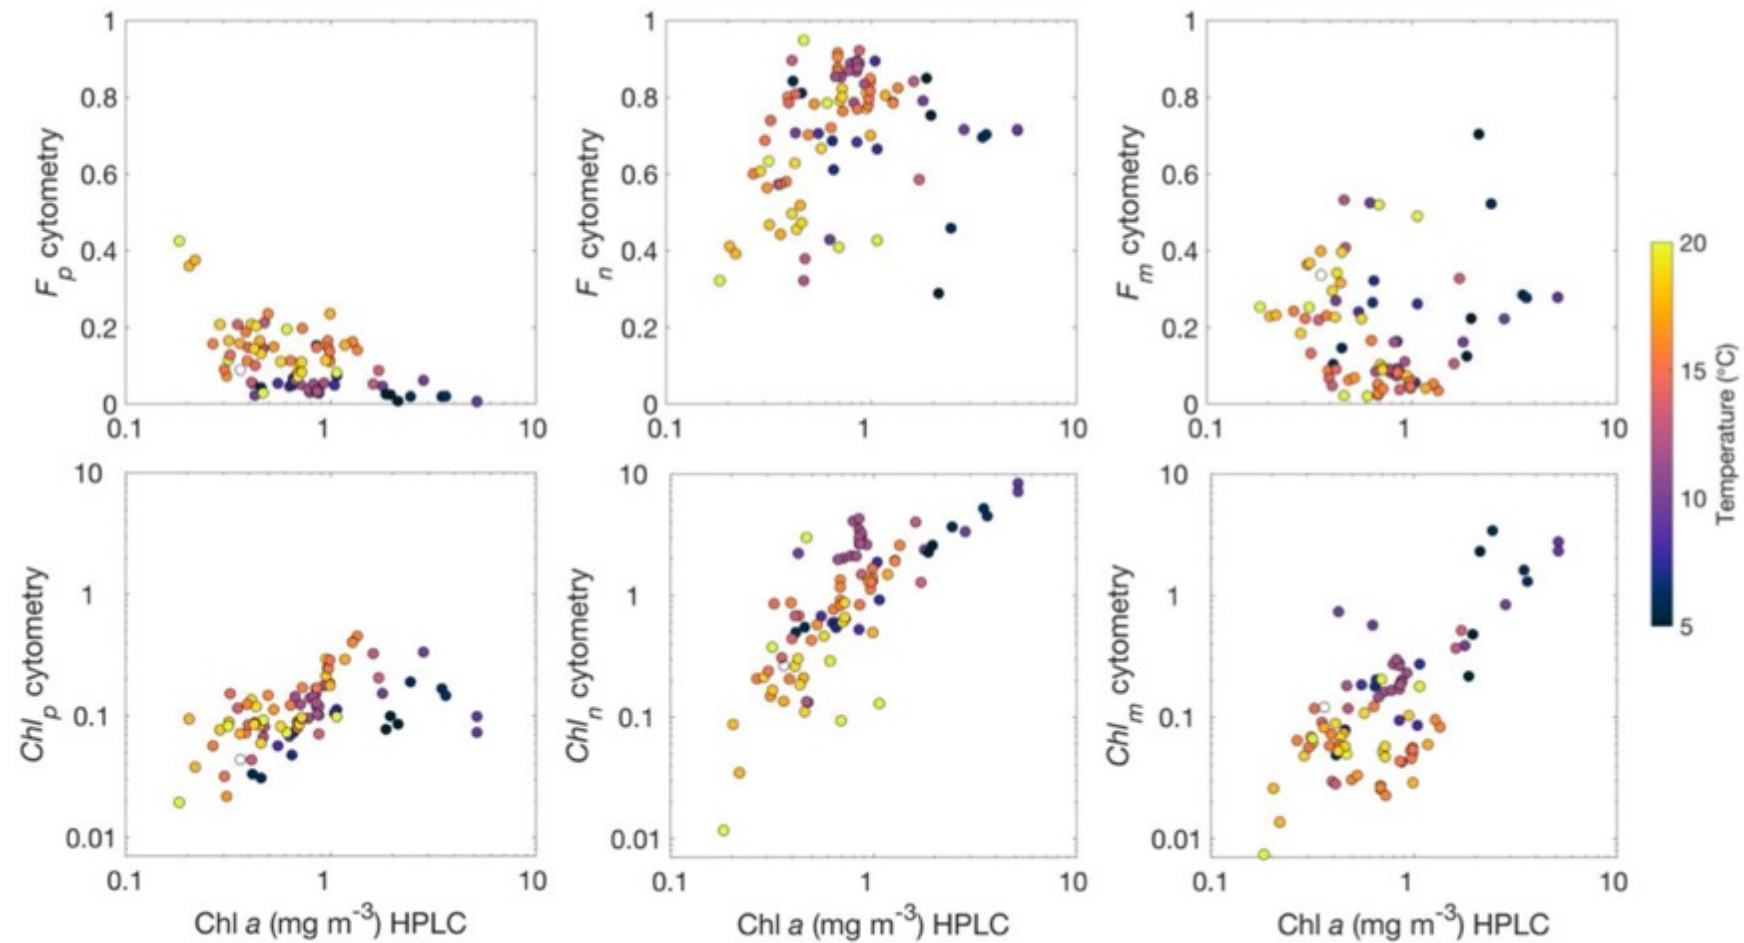 1
0.8
0.6
0.4
0.2
0
F_p cytometry
0.1 1 10
1
0.8
0.6
0.4
0.2
0
F_n cytometry
0.1 1 10
1
0.8
0.6
0.4
0.2
0
F_m cytometry
0.1 1 10
20
15
10
5
Temperature (°C)
10
1
0.1
0.01
Chl_p cytometry
0.1 1 10
Chl a (mg m⁻³) HPLC
10
1
0.1
0.01
Chl_n cytometry
0.1 1 10
Chl a (mg m⁻³) HPLC
10
1
0.1
0.01
Chl_m cytometry
0.1 1 10
Chl a (mg m⁻³) HPLC